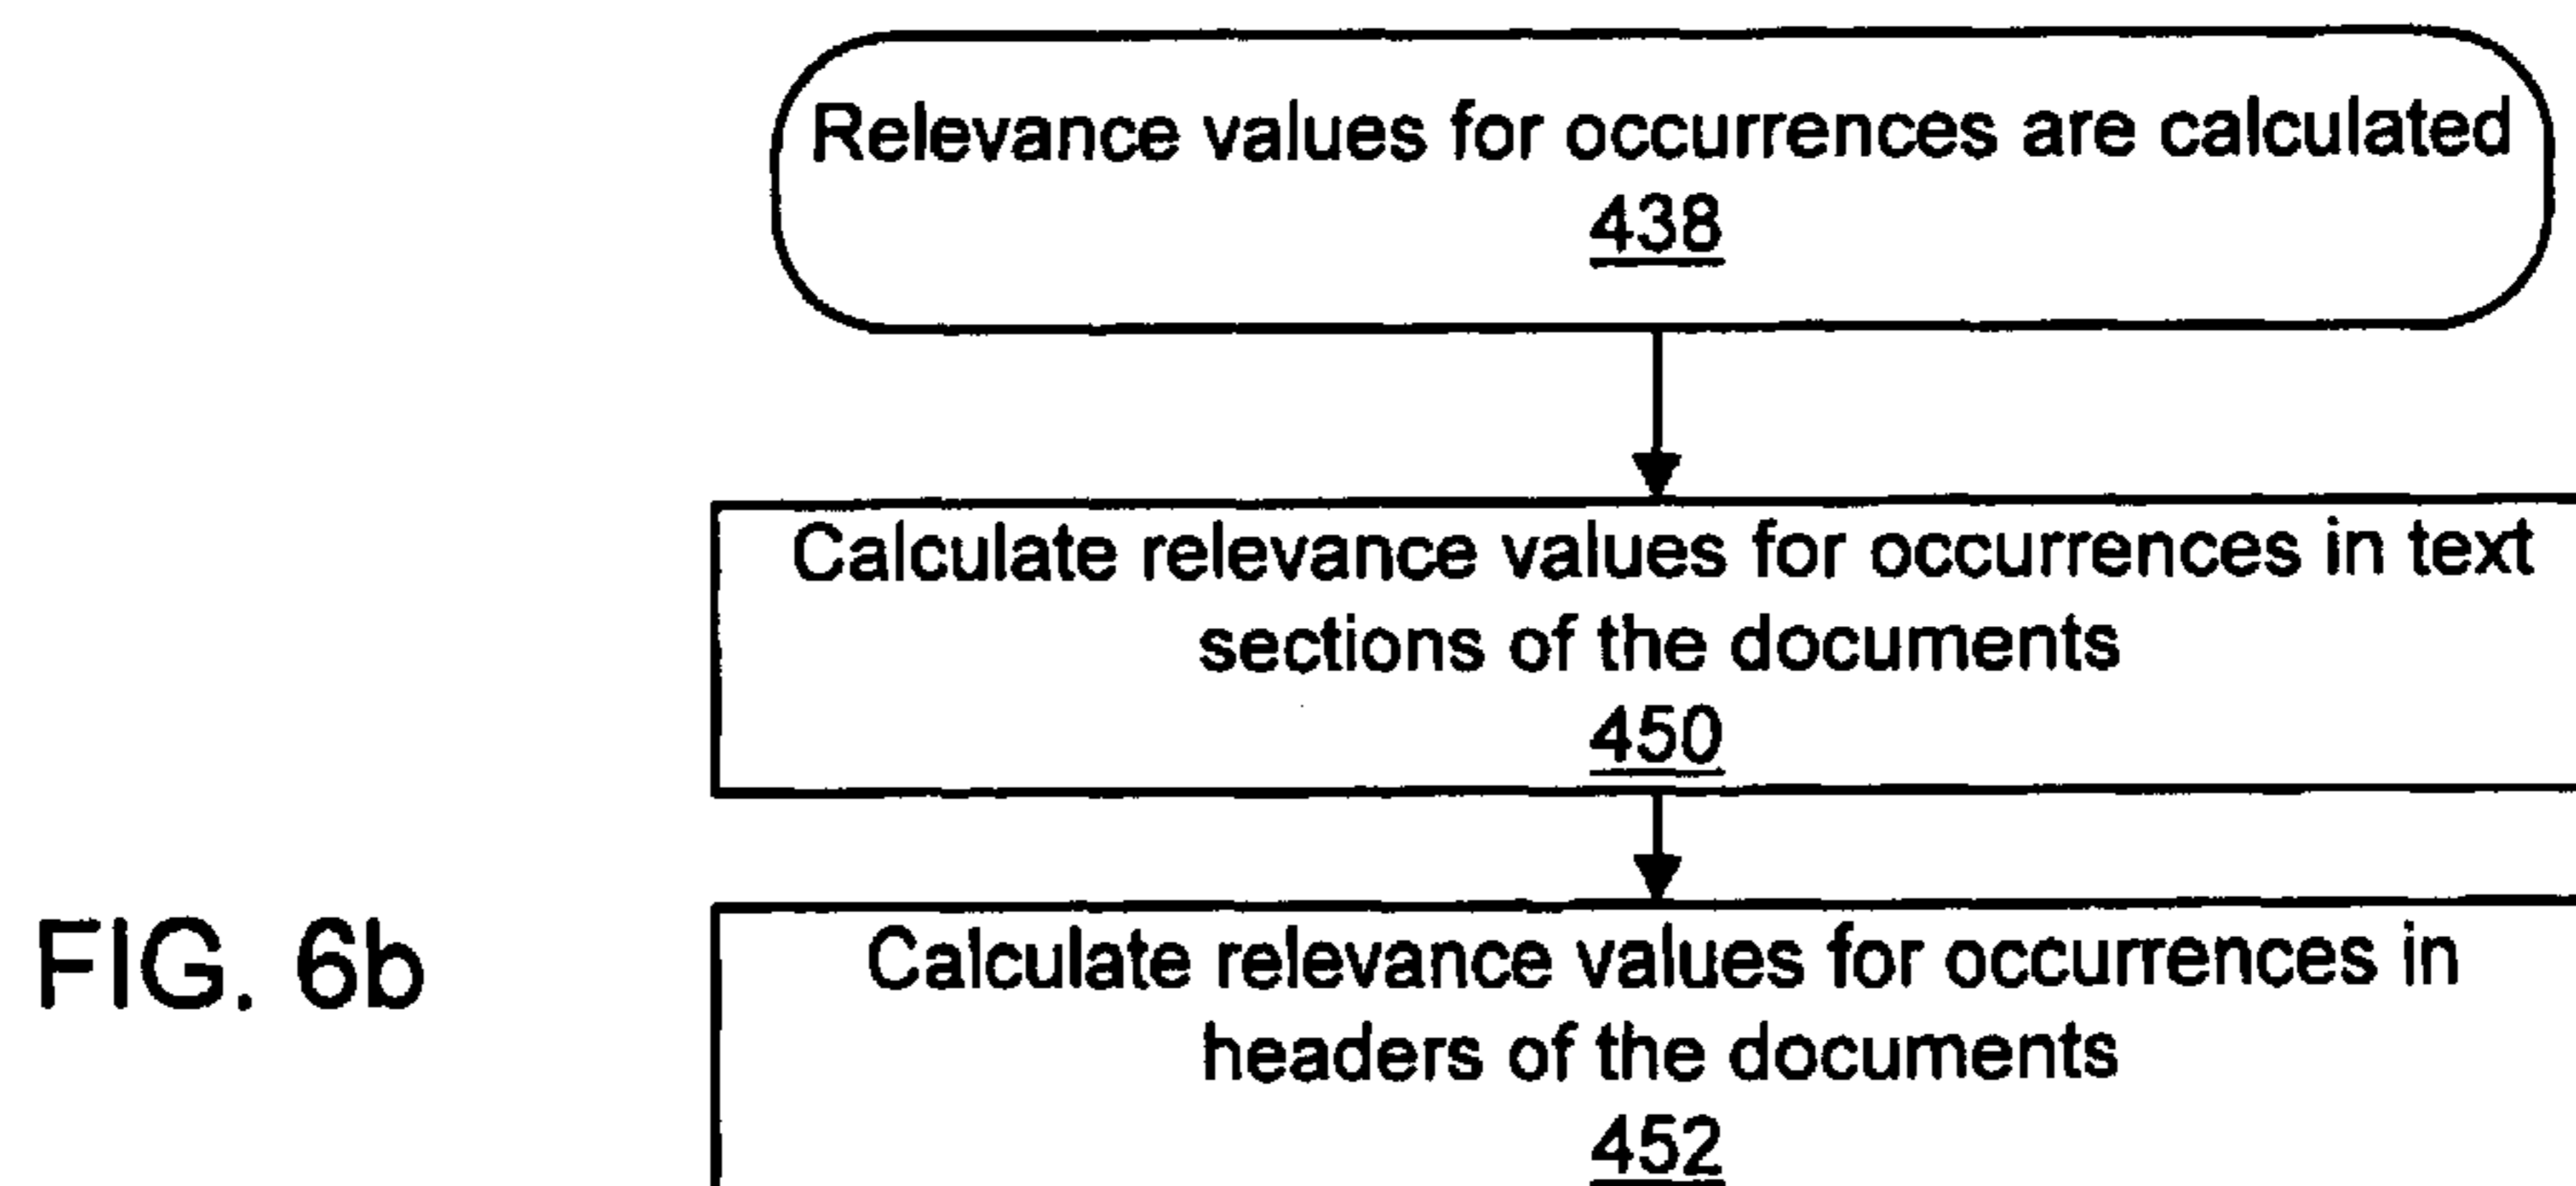 Relevance values for occurrences are calculated
438
Calculate relevance values for occurrences in text
sections of the documents
450
FIG. 6b
Calculate relevance values for occurrences in
headers of the documents
452